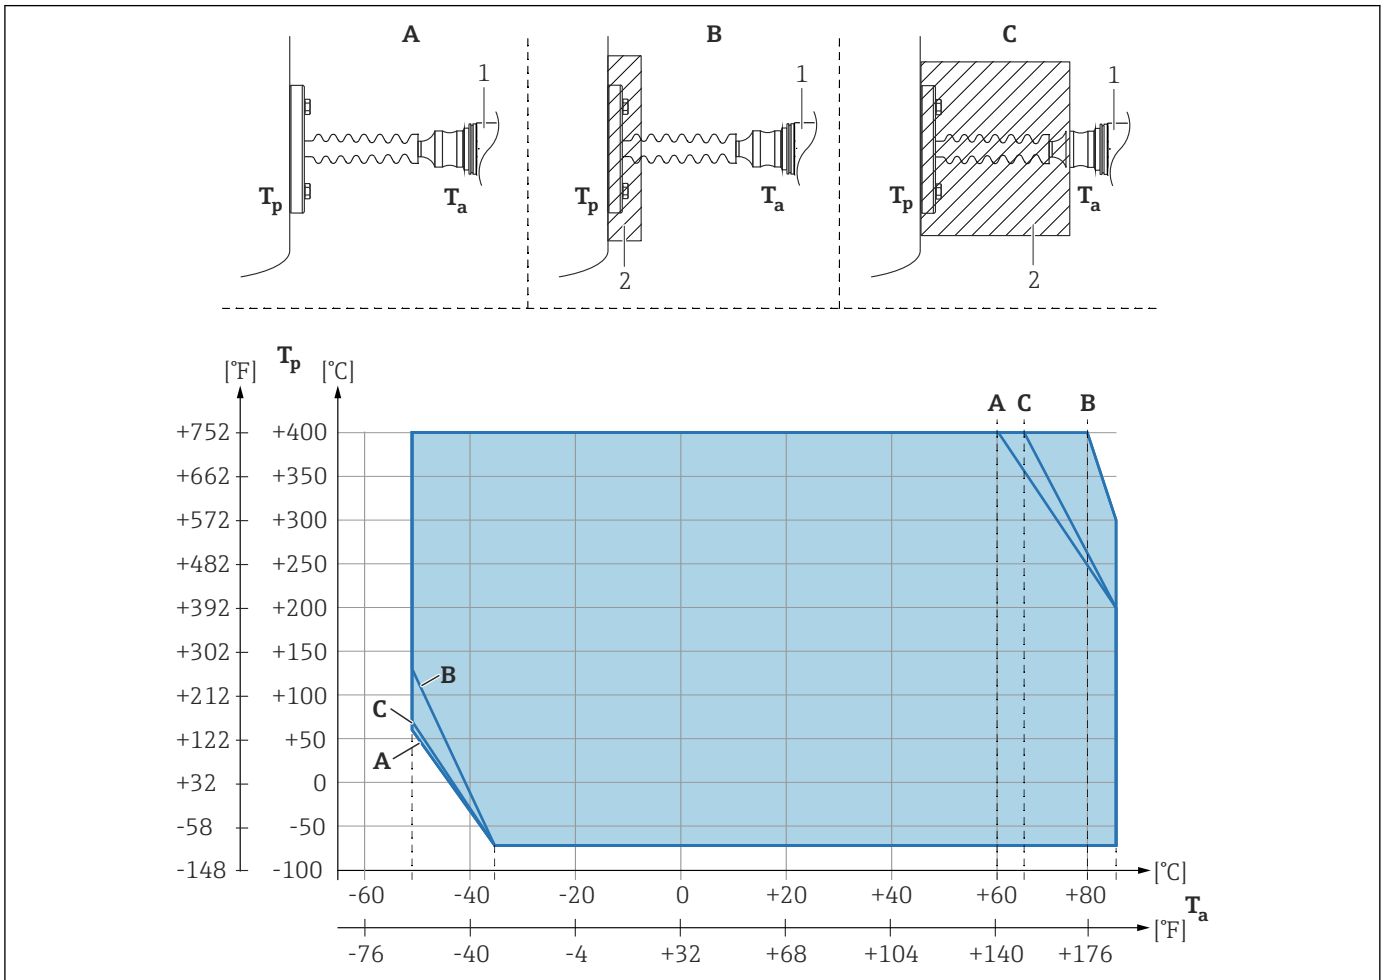 A B C
1 1 1
Tp Ta Tp Ta Tp Ta
2 2
Tp
[°F] [°C]
A C B
+752 +400
+662 +350
+572 +300
+482 +250
+392 +200
+302 +150
+212 +100
+122 +50
+32 0
-58 -50
-148 -100
B
C
A
[°C]
-60 -40 -20 0 +20 +40 +60 +80
Ta
[°F]
-76 -40 -4 +32 +68 +104 +140 +176